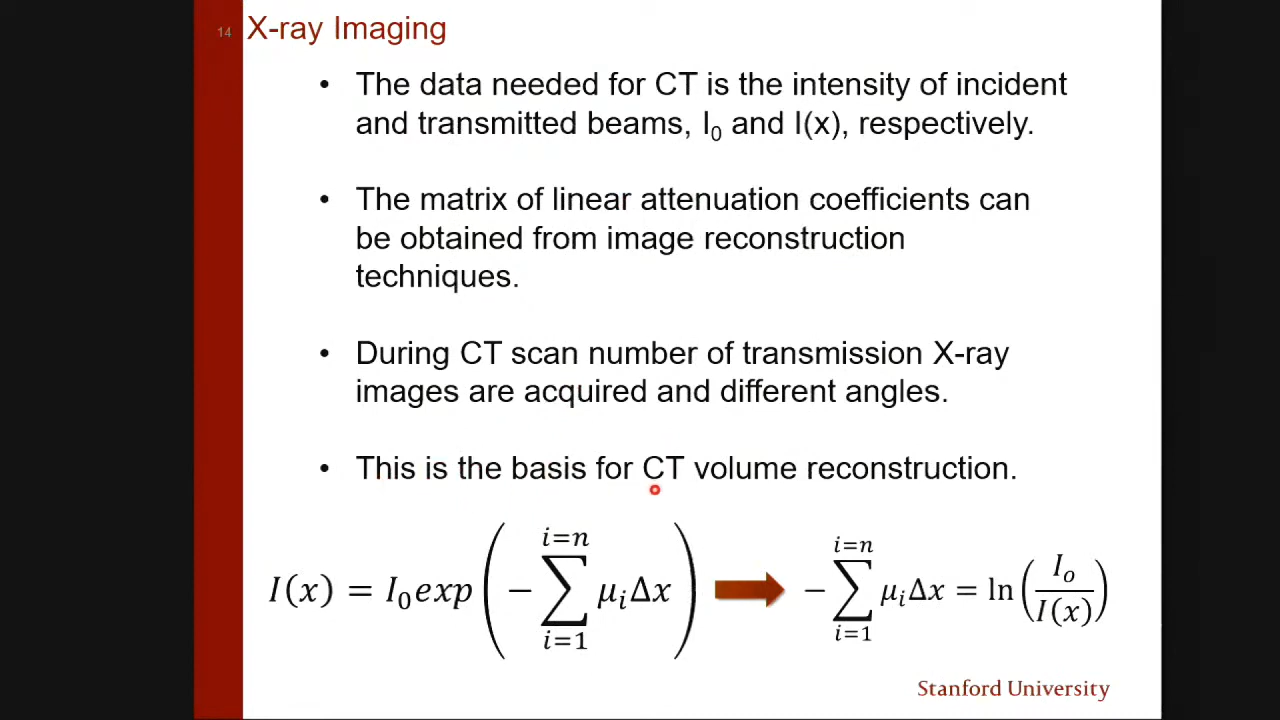 14 X-ray Imaging
• The data needed for CT is the intensity of incident
and transmitted beams, I₀ and I(x), respectively.
• The matrix of linear attenuation coefficients can
be obtained from image reconstruction
techniques.
• During CT scan number of transmission X-ray
images are acquired and different angles.
• This is the basis for CT volume reconstruction.
I(x) = I₀exp(−∑_{i=1}^{i=n} μᵢΔx) ➡ −∑_{i=1}^{i=n} μᵢΔx = ln(Iₒ/I(x))
Stanford University